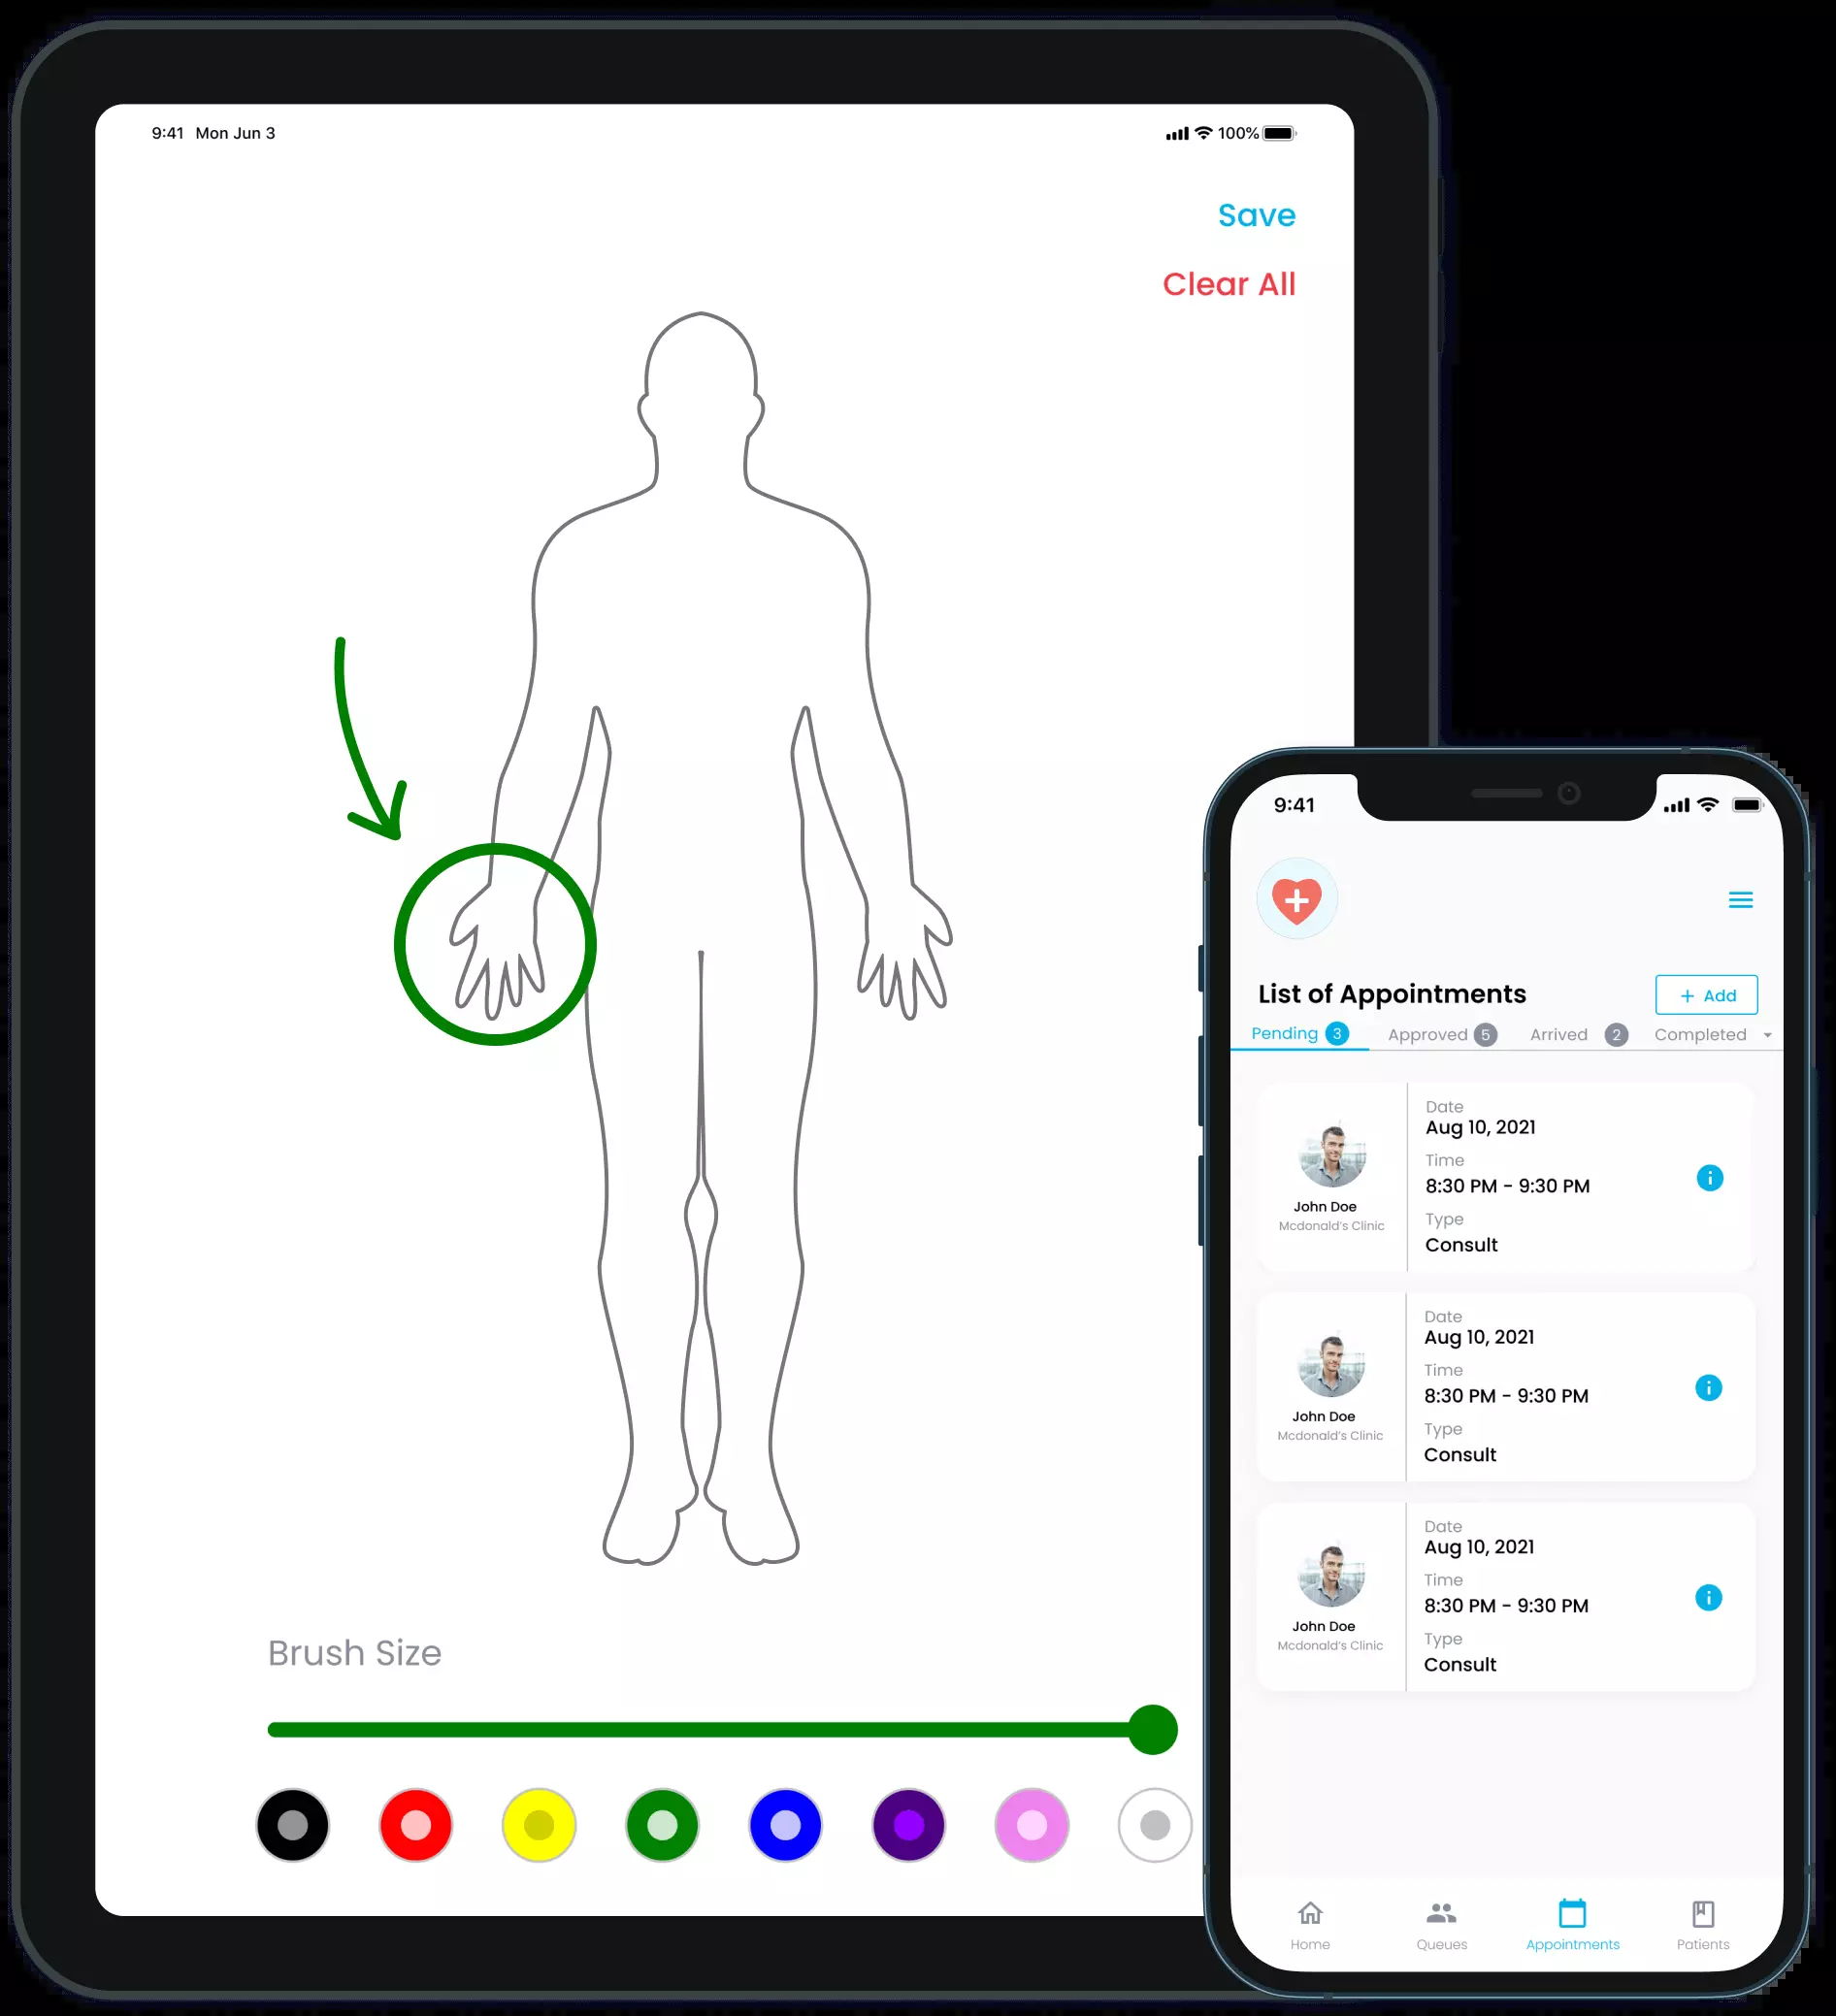 9:41 Mon Jun 3
100%
Save
Clear All
Brush Size
9:41
List of Appointments
+ Add
Pending 3 Approved 5 Arrived 2 Completed
Date
Aug 10, 2021
Time
8:30 PM - 9:30 PM
Type
Consult
John Doe
Mcdonald's Clinic
Date
Aug 10, 2021
Time
8:30 PM - 9:30 PM
Type
Consult
John Doe
Mcdonald's Clinic
Date
Aug 10, 2021
Time
8:30 PM - 9:30 PM
Type
Consult
John Doe
Mcdonald's Clinic
Home Queues Appointments Patients